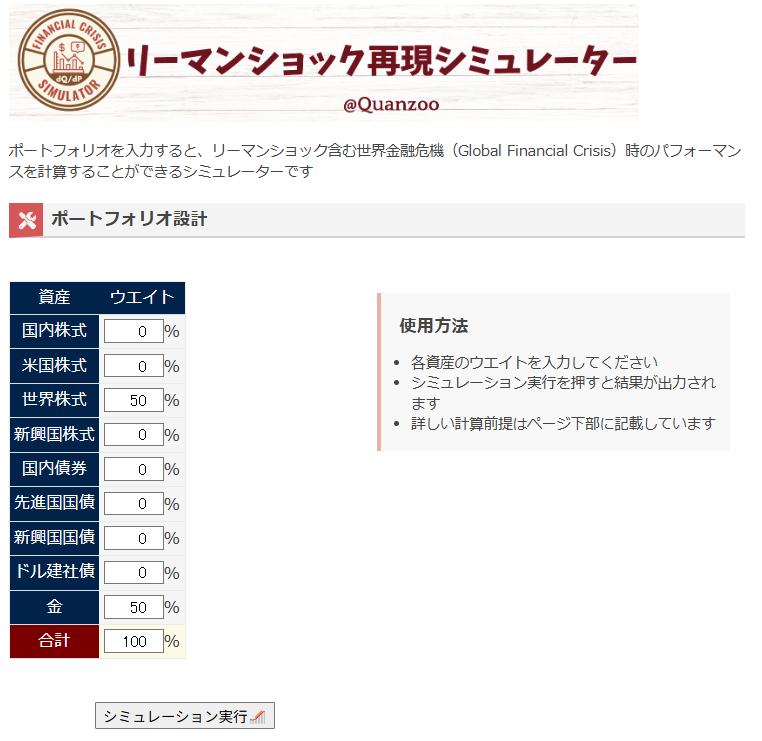 FINANCIAL CRISIS
dQ/dP
SIMULATOR
リーマンショック再現シミュレーター
@Quanzoo
ポートフォリオを入力すると、リーマンショック含む世界金融危機（Global Financial Crisis）時のパフォーマン
スを計算することができるシミュレーターです
ポートフォリオ設計
資産 ウエイト
国内株式 0 %
米国株式 0 %
世界株式 50 %
新興国株式 0 %
国内債券 0 %
先進国国債 0 %
新興国国債 0 %
ドル建社債 0 %
金 50 %
合計 100 %
使用方法
• 各資産のウエイトを入力してください
• シミュレーション実行を押すと結果が出力され
ます
• 詳しい計算前提はページ下部に記載しています
シミュレーション実行